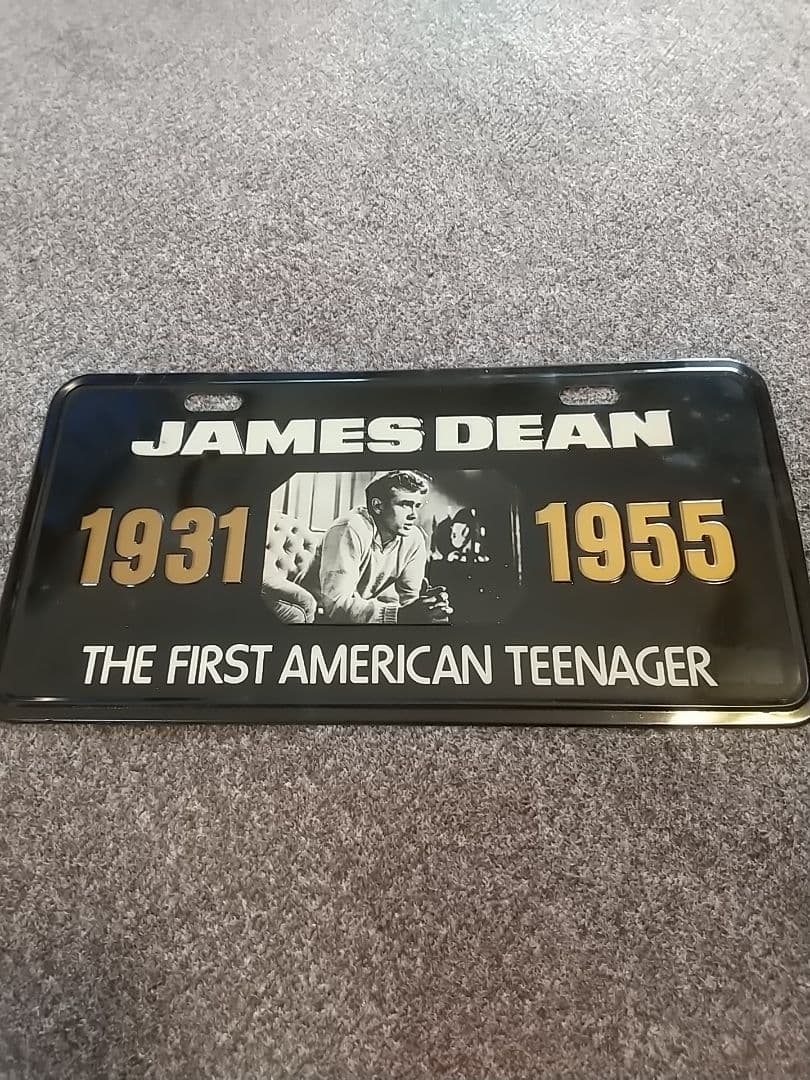 JAMES DEAN
1931 1955
THE FIRST AMERICAN TEENAGER